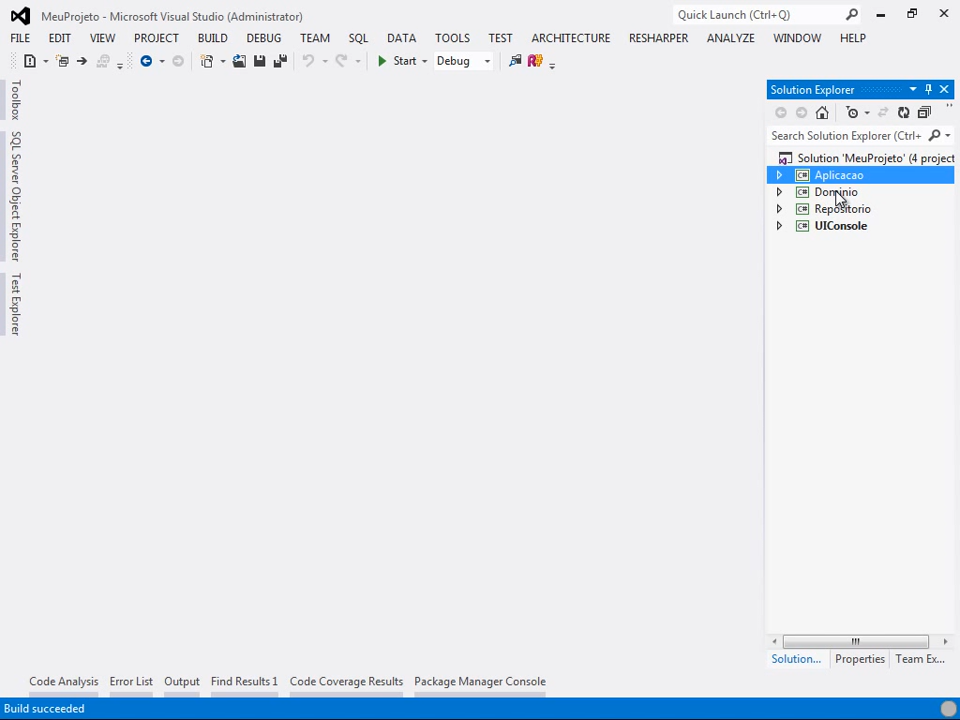 MeuProjeto - Microsoft Visual Studio (Administrator)
Quick Launch (Ctrl+Q)
FILE EDIT VIEW PROJECT BUILD DEBUG TEAM SQL DATA TOOLS TEST ARCHITECTURE RESHARPER ANALYZE WINDOW HELP
Start Debug
Toolbox
SQL Server Object Explorer
Test Explorer
Solution Explorer
Search Solution Explorer (Ctrl+
Solution 'MeuProjeto' (4 project
Aplicacao
Dominio
Repositorio
UIConsole
Solution... Properties Team Ex...
Code Analysis Error List Output Find Results 1 Code Coverage Results Package Manager Console
Build succeeded